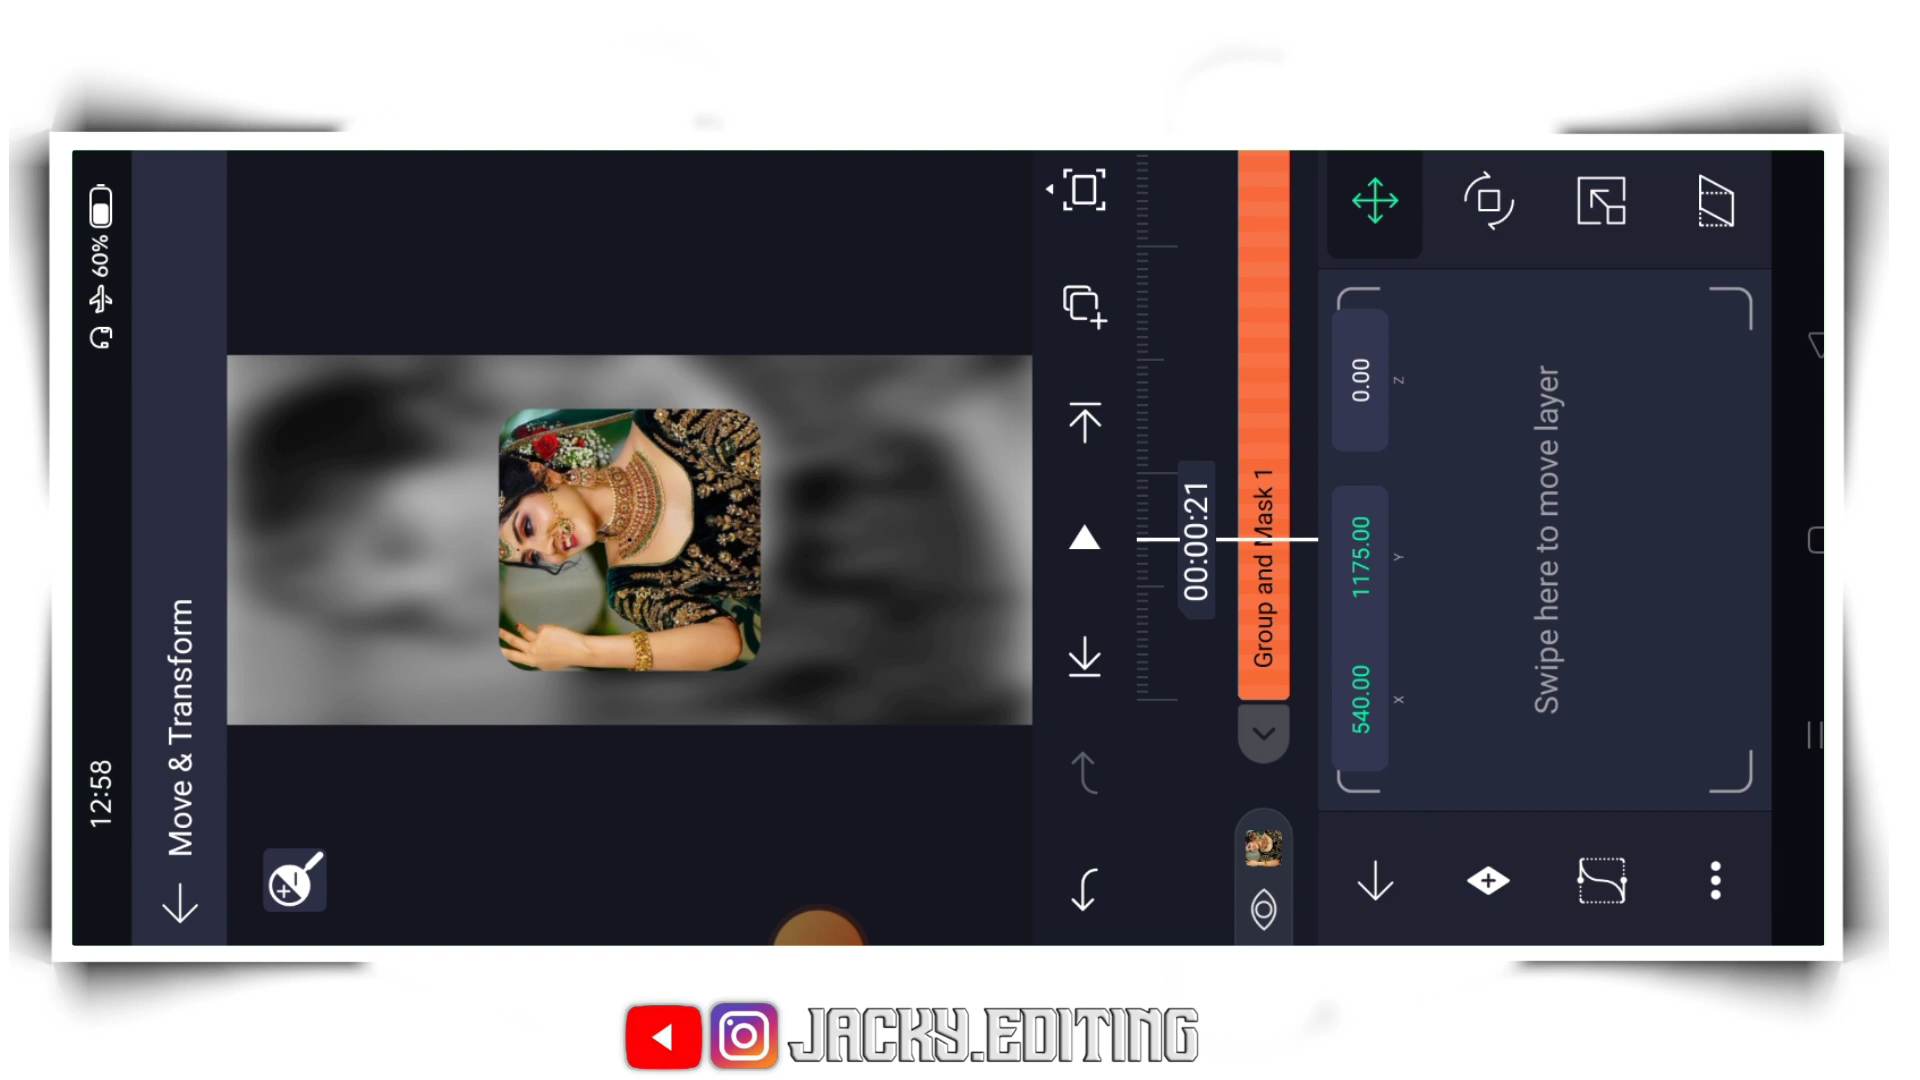 12:58
60%
Move & Transform
00:00:21
Group and Mask 1
540.00
1175.00
0.00
X
Y
Z
Swipe here to move layer
JACKY.EDITING